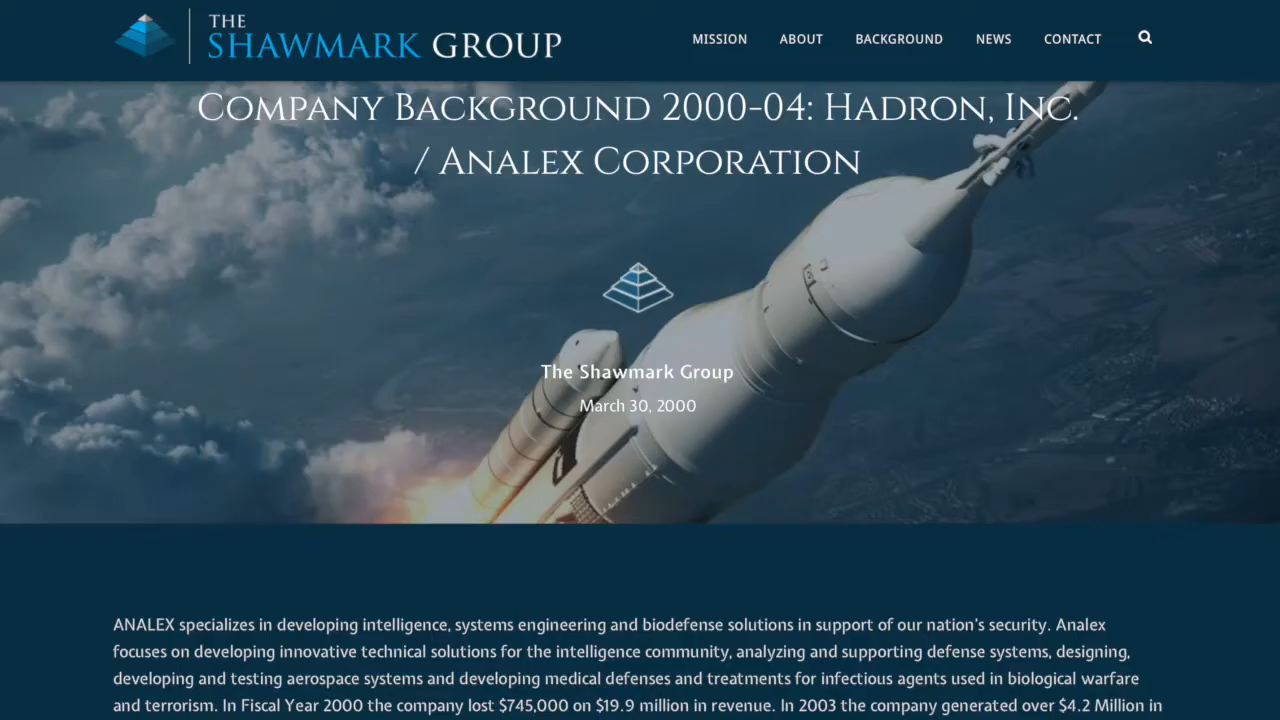 THE
SHAWMARK GROUP
MISSION ABOUT BACKGROUND NEWS CONTACT
Company Background 2000-04: Hadron, Inc.
/ Analex Corporation
The Shawmark Group
March 30, 2000
ANALEX specializes in developing intelligence, systems engineering and biodefense solutions in support of our nation's security. Analex
focuses on developing innovative technical solutions for the intelligence community, analyzing and supporting defense systems, designing,
developing and testing aerospace systems and developing medical defenses and treatments for infectious agents used in biological warfare
and terrorism. In Fiscal Year 2000 the company lost $745,000 on $19.9 million in revenue. In 2003 the company generated over $4.2 Million in